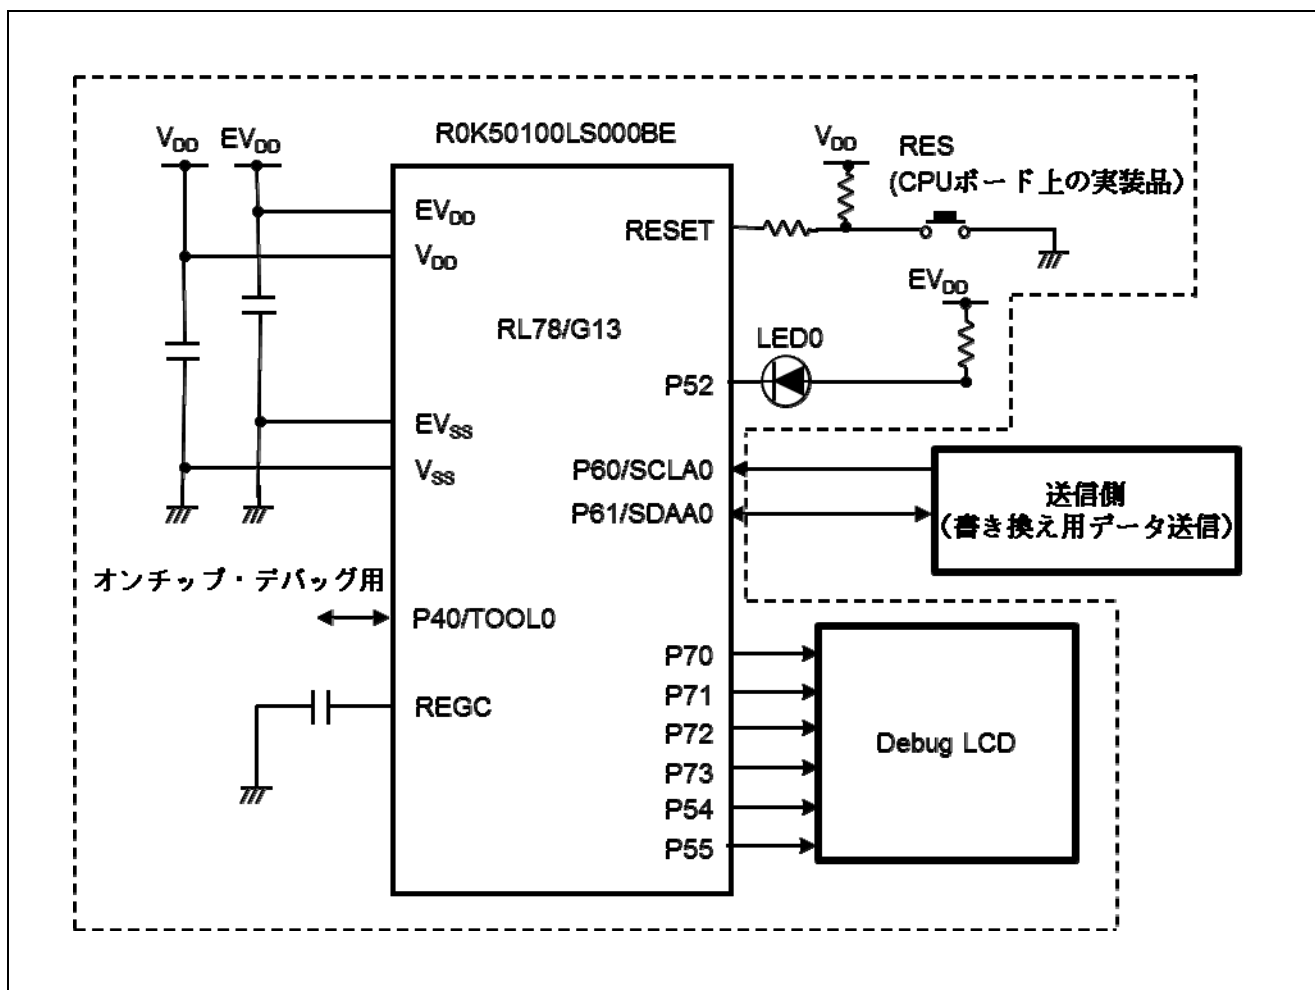 R0K50100LS000BE
VDD
EVDD
VDD
RES
(CPUボード上の実装品)
EVDD
VDD
RESET
EVDD
RL78/G13
LED0
P52
EVSS
VSS
P60/SCLA0
P61/SDAA0
送信側
(書き換え用データ送信)
オンチップ・デバッグ用
P40/TOOL0
REGC
P70
P71
P72
P73
P54
P55
Debug LCD